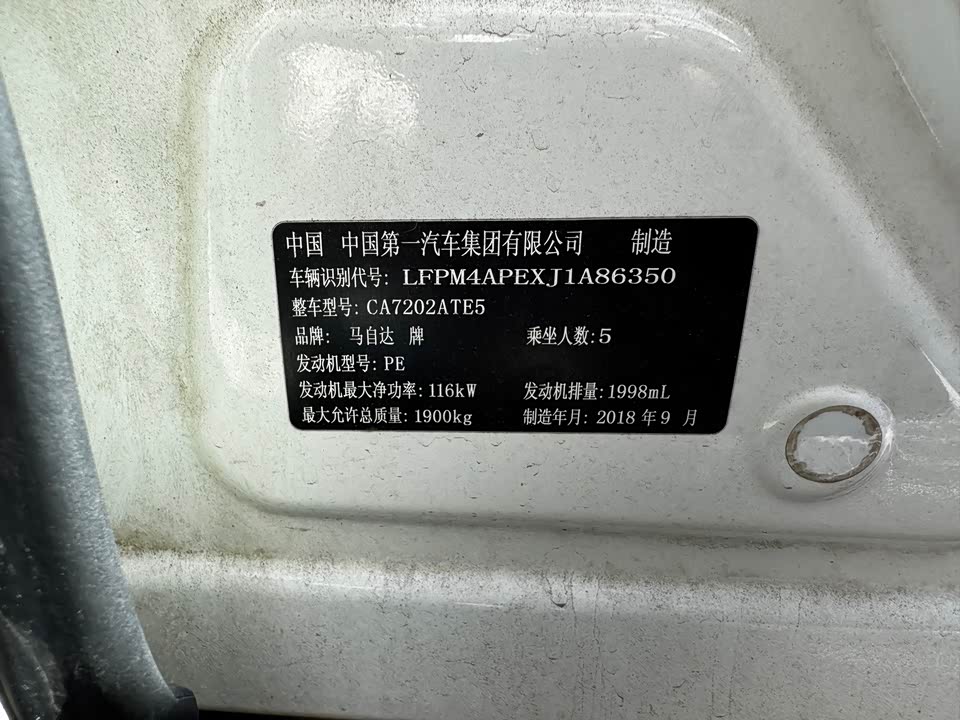 中国 中国第一汽车集团有限公司 制造
车辆识别代号: LFPM4APEXJ1A86350
整车型号: CA7202ATE5
品牌: 马自达 牌 乘坐人数: 5
发动机型号: PE
发动机最大净功率: 116kW 发动机排量: 1998mL
最大允许总质量: 1900kg 制造年月: 2018 年 9 月